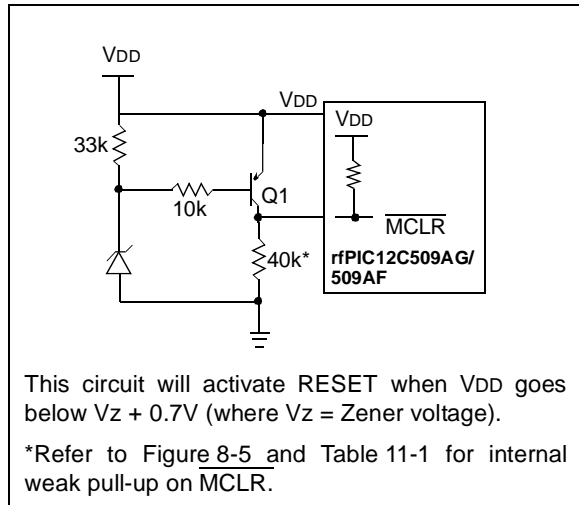 VDD
VDD
VDD
33k
Q1
10k
MCLR
40k*
rfPIC12C509AG/
509AF
This circuit will activate RESET when VDD goes
below Vz + 0.7V (where Vz = Zener voltage).
*Refer to Figure 8-5 and Table 11-1 for internal
weak pull-up on MCLR.